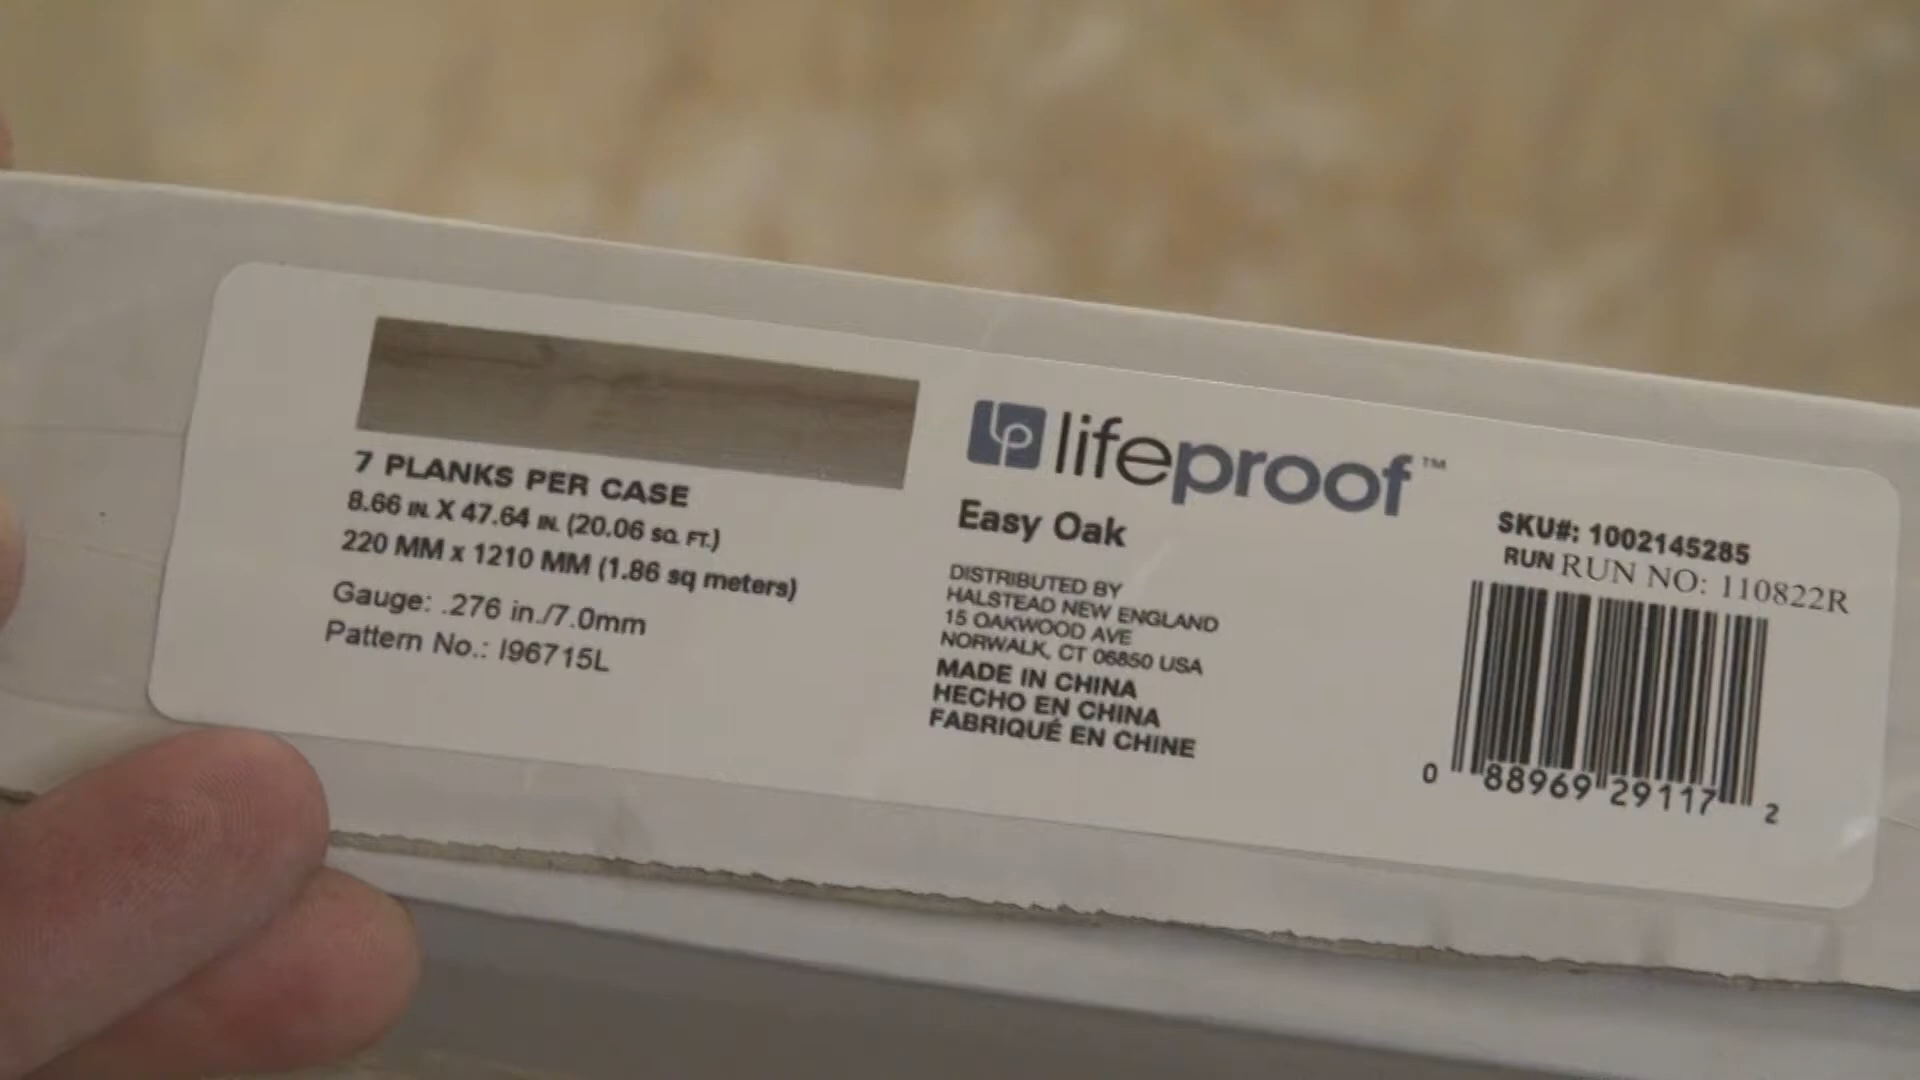 7 PLANKS PER CASE
8.66 IN. X 47.64 IN. (20.06 SQ. FT.)
220 MM x 1210 MM (1.86 sq meters)
Gauge: .276 in./7.0mm
Pattern No.: I96715L
lp lifeproof™
Easy Oak
DISTRIBUTED BY
HALSTEAD NEW ENGLAND
15 OAKWOOD AVE
NORWALK, CT 06850 USA
MADE IN CHINA
HECHO EN CHINA
FABRIQUÉ EN CHINE
SKU#: 1002145285
RUN RUN NO: 110822R
0 88969 29117 2